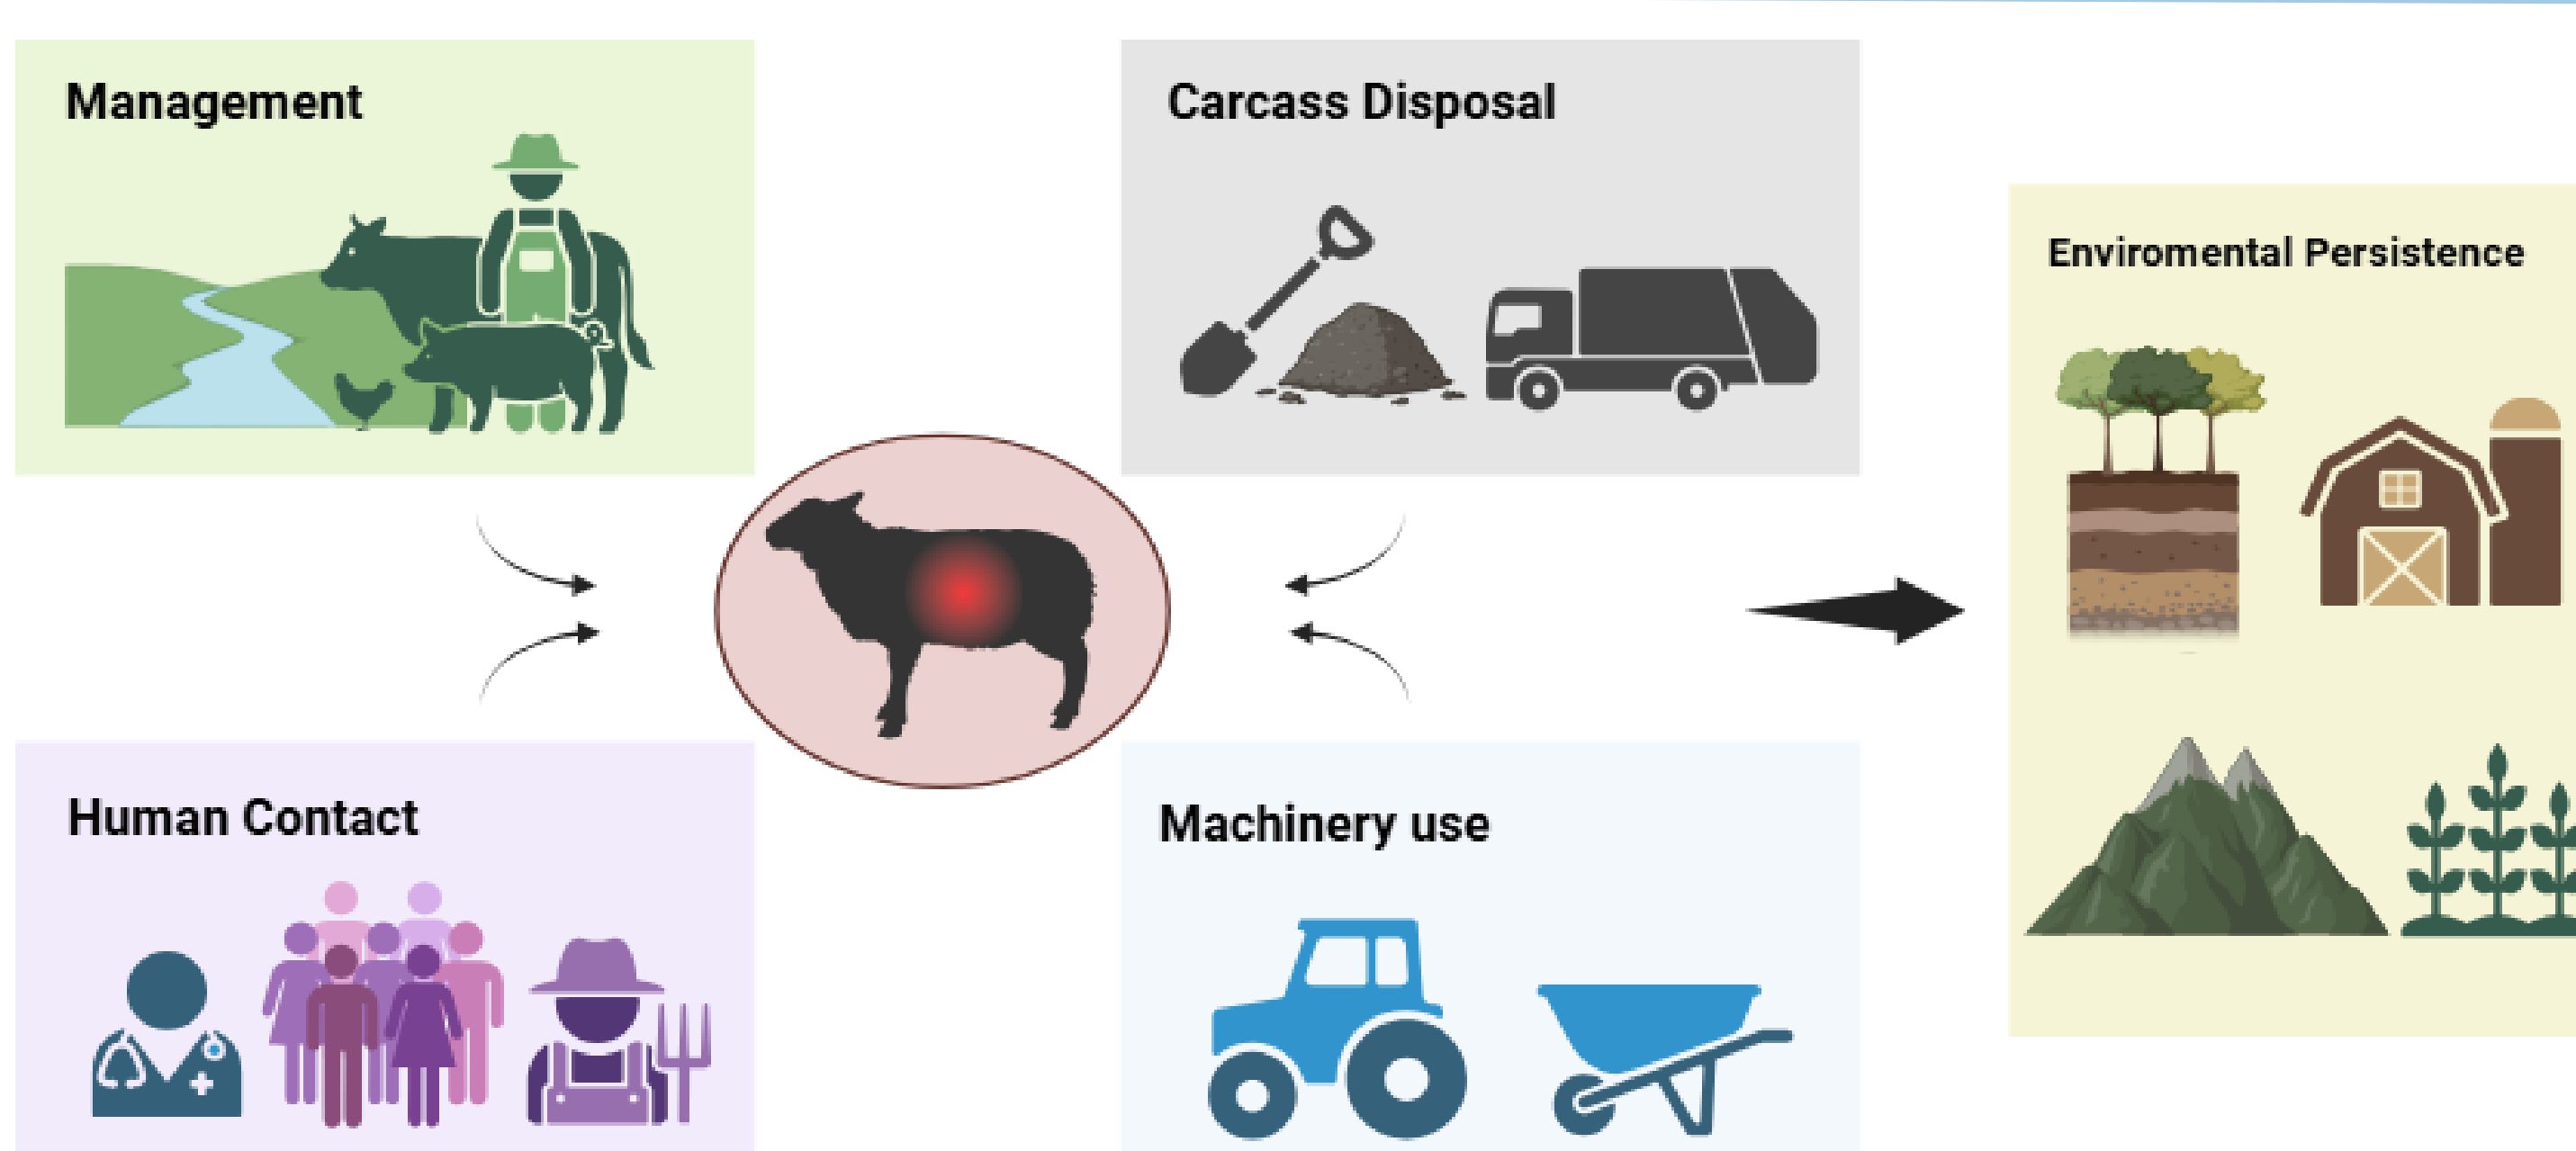 Management
Carcass Disposal
Enviromental Persistence
Human Contact
Machinery use